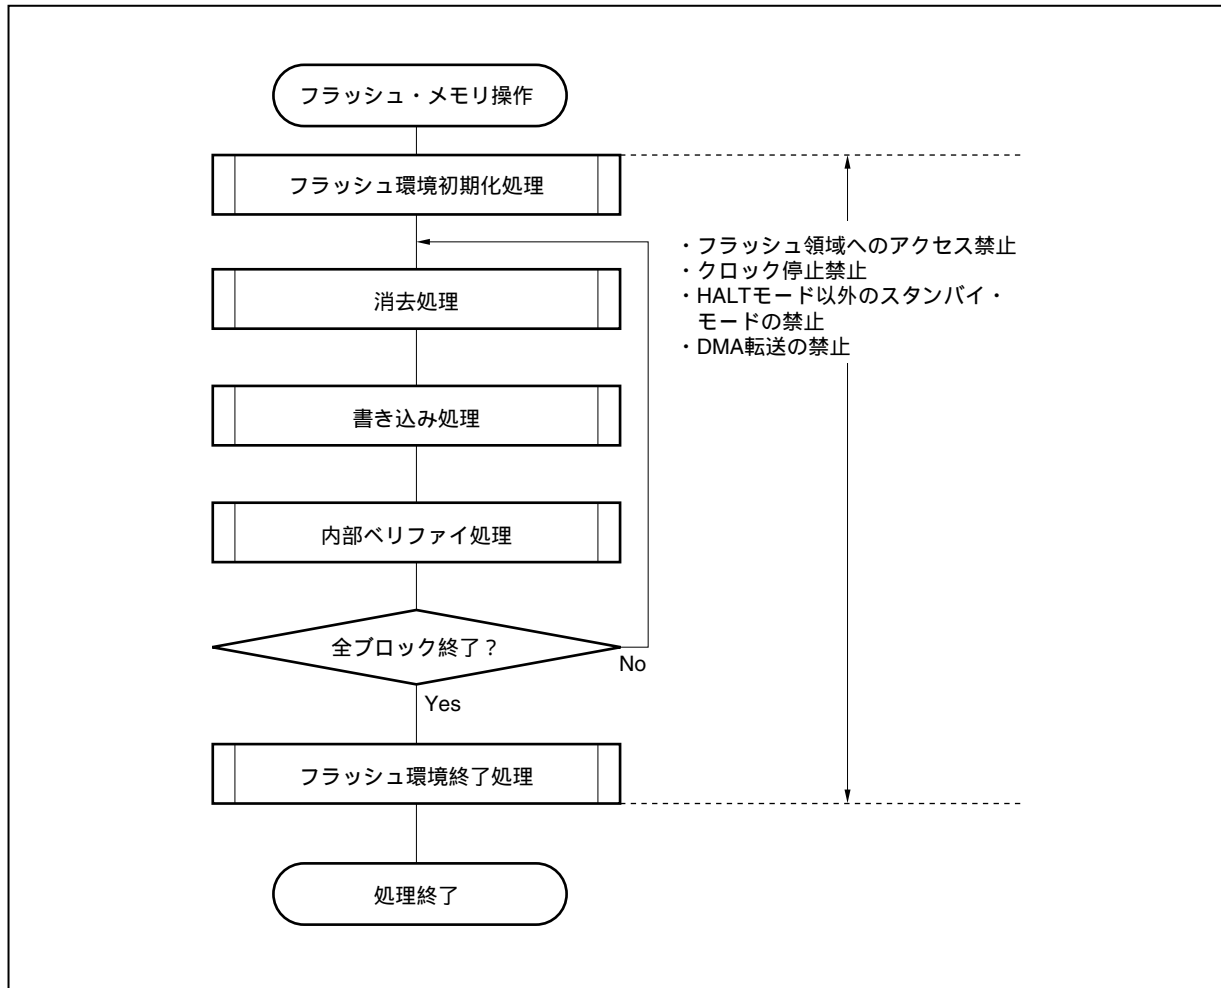 フラッシュ・メモリ操作
フラッシュ環境初期化処理
・フラッシュ領域へのアクセス禁止
・クロック停止禁止
・HALTモード以外のスタンバイ・
モードの禁止
・DMA転送の禁止
消去処理
書き込み処理
内部ベリファイ処理
全ブロック終了？
No
Yes
フラッシュ環境終了処理
処理終了